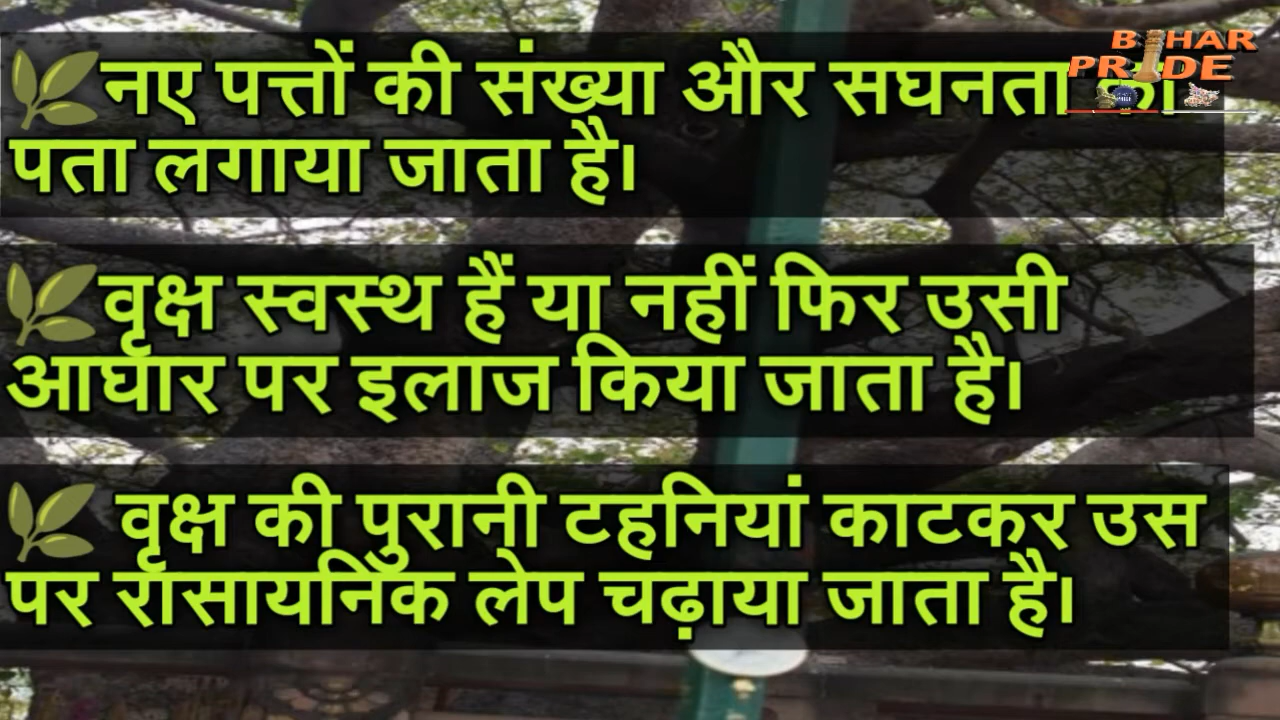 नए पत्तों की संख्या और सघनता
पता लगाया जाता है।
वृक्ष स्वस्थ हैं या नहीं फिर उसी
आघार पर इलाज किया जाता है।
वृक्ष की पुरानी टहनियां काटकर उस
पर रासायनिक लेप चढ़ाया जाता है।
BIHAR
PRIDE